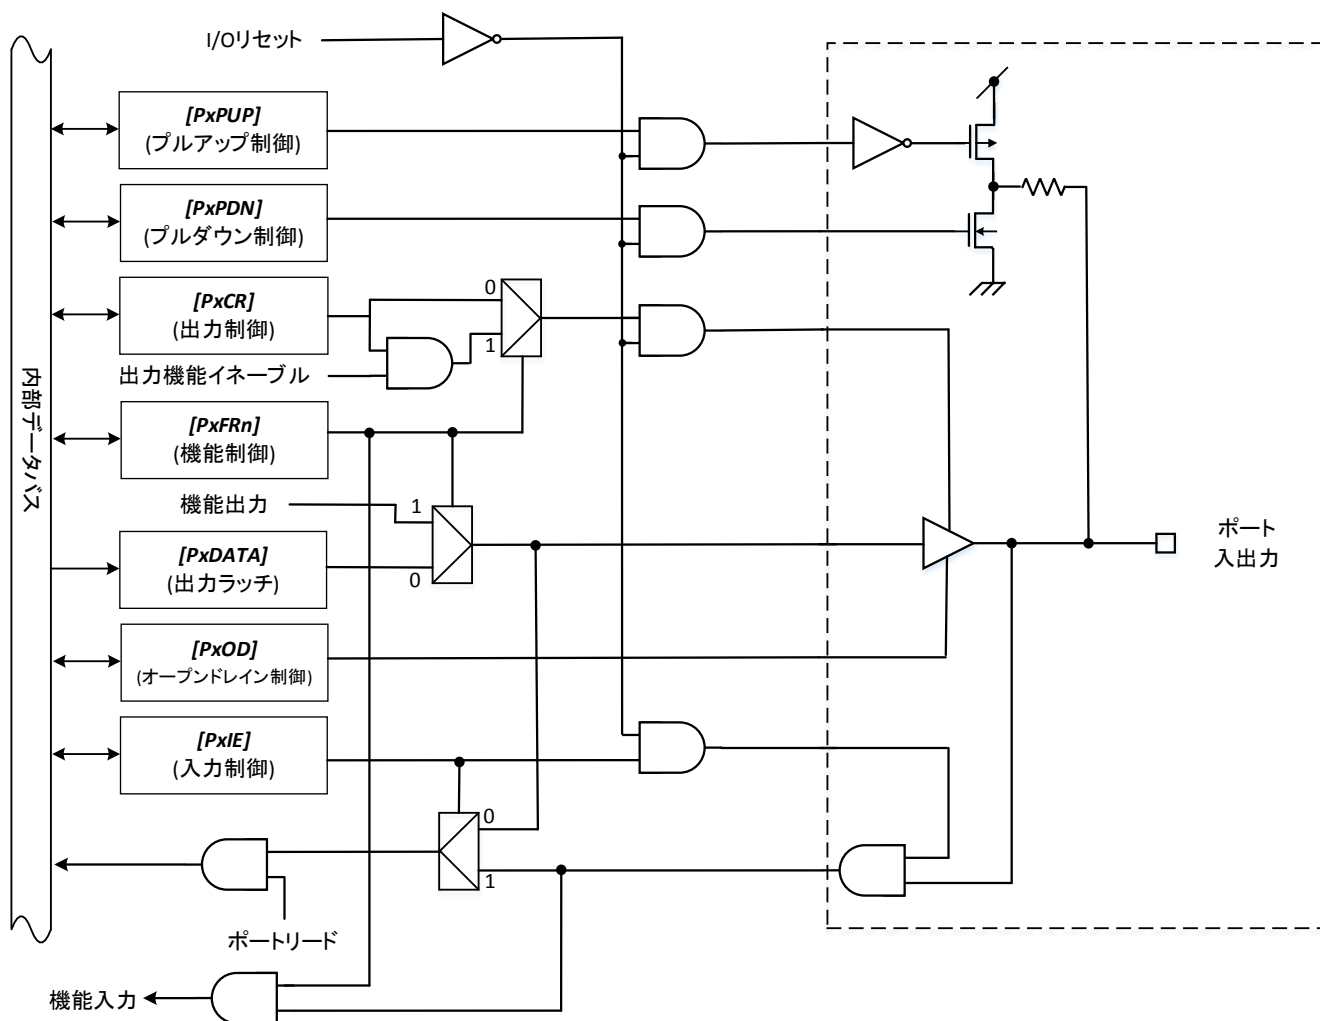 I/Oリセット
[PxPUP]
(プルアップ制御)
[PxPDN]
(プルダウン制御)
[PxCR]
(出力制御)
0
1
出力機能イネーブル
内部データバス
[PxFRn]
(機能制御)
機能出力
1
[PxDATA]
(出力ラッチ)
0
ポート
入出力
[PxOD]
(オープンドレイン制御)
[PxIE]
(入力制御)
0
1
ポートリード
機能入力